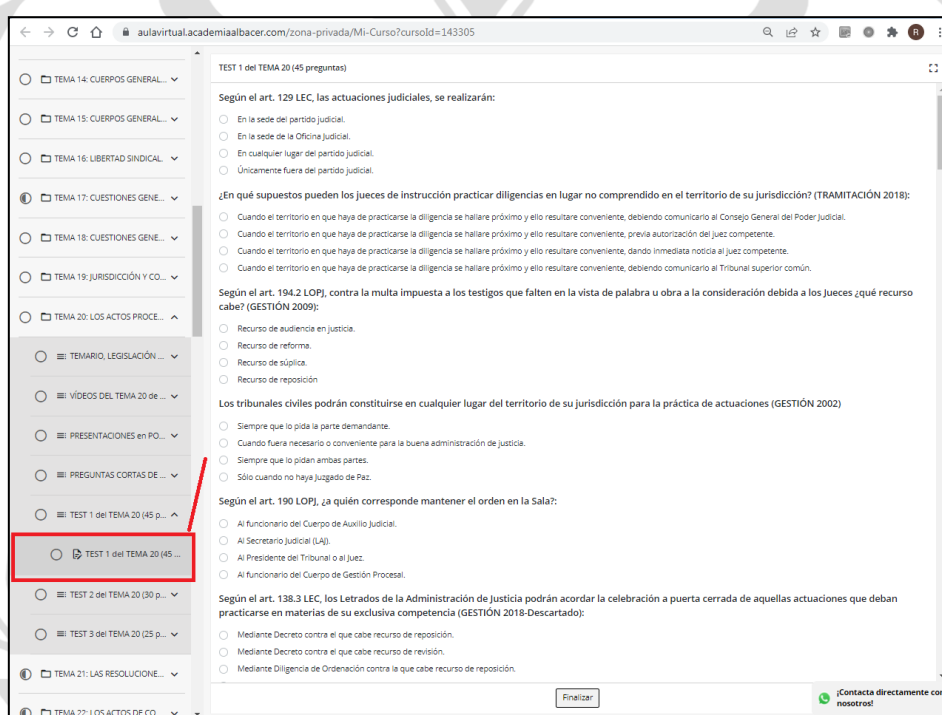 aulavirtual.academiaalbacer.com/zona-privada/Mi-Curso?cursoId=143305
R
TEMA 14: CUERPOS GENERAL...
TEMA 15: CUERPOS GENERAL...
TEMA 16: LIBERTAD SINDICAL.
TEMA 17: CUESTIONES GENE...
TEMA 18: CUESTIONES GENE...
TEMA 19: JURISDICCIÓN Y CO...
TEMA 20: LOS ACTOS PROCE...
TEMARIO, LEGISLACIÓN ...
VÍDEOS DEL TEMA 20 de ...
PRESENTACIONES en PO...
PREGUNTAS CORTAS DE ...
TEST 1 del TEMA 20 (45 p...
TEST 1 del TEMA 20 (45 ...
TEST 2 del TEMA 20 (30 p...
TEST 3 del TEMA 20 (25 p...
TEMA 21: LAS RESOLUCIONE...
TEMA 22: LOS ACTOS DE CO...
TEST 1 del TEMA 20 (45 preguntas)
Según el art. 129 LEC, las actuaciones judiciales, se realizarán:
En la sede del partido judicial.
En la sede de la Oficina Judicial.
En cualquier lugar del partido judicial.
Únicamente fuera del partido judicial.
¿En qué supuestos pueden los jueces de instrucción practicar diligencias en lugar no comprendido en el territorio de su jurisdicción? (TRAMITACIÓN 2018):
Cuando el territorio en que haya de practicarse la diligencia se hallare próximo y ello resultare conveniente, debiendo comunicarlo al Consejo General del Poder Judicial.
Cuando el territorio en que haya de practicarse la diligencia se hallare próximo y ello resultare conveniente, previa autorización del juez competente.
Cuando el territorio en que haya de practicarse la diligencia se hallare próximo y ello resultare conveniente, dando inmediata noticia al juez competente.
Cuando el territorio en que haya de practicarse la diligencia se hallare próximo y ello resultare conveniente, debiendo comunicarlo al Tribunal superior común.
Según el art. 194.2 LOPJ, contra la multa impuesta a los testigos que falten en la vista de palabra u obra a la consideración debida a los Jueces ¿qué recurso
cabe? (GESTIÓN 2009):
Recurso de audiencia en justicia.
Recurso de reforma.
Recurso de súplica.
Recurso de reposición
Los tribunales civiles podrán constituirse en cualquier lugar del territorio de su jurisdicción para la práctica de actuaciones (GESTIÓN 2002)
Siempre que lo pida la parte demandante.
Cuando fuera necesario o conveniente para la buena administración de justicia.
Siempre que lo pidan ambas partes.
Sólo cuando no haya Juzgado de Paz.
Según el art. 190 LOPJ, ¿a quién corresponde mantener el orden en la Sala?:
Al funcionario del Cuerpo de Auxilio Judicial.
Al Secretario Judicial (LAJ).
Al Presidente del Tribunal o al Juez.
Al funcionario del Cuerpo de Gestión Procesal.
Según el art. 138.3 LEC, los Letrados de la Administración de Justicia podrán acordar la celebración a puerta cerrada de aquellas actuaciones que deban
practicarse en materias de su exclusiva competencia (GESTIÓN 2018-Descartado):
Mediante Decreto contra el que cabe recurso de reposición.
Mediante Decreto contra el que cabe recurso de revisión.
Mediante Diligencia de Ordenación contra la que cabe recurso de reposición.
Finalizar
¡Contacta directamente con
nosotros!